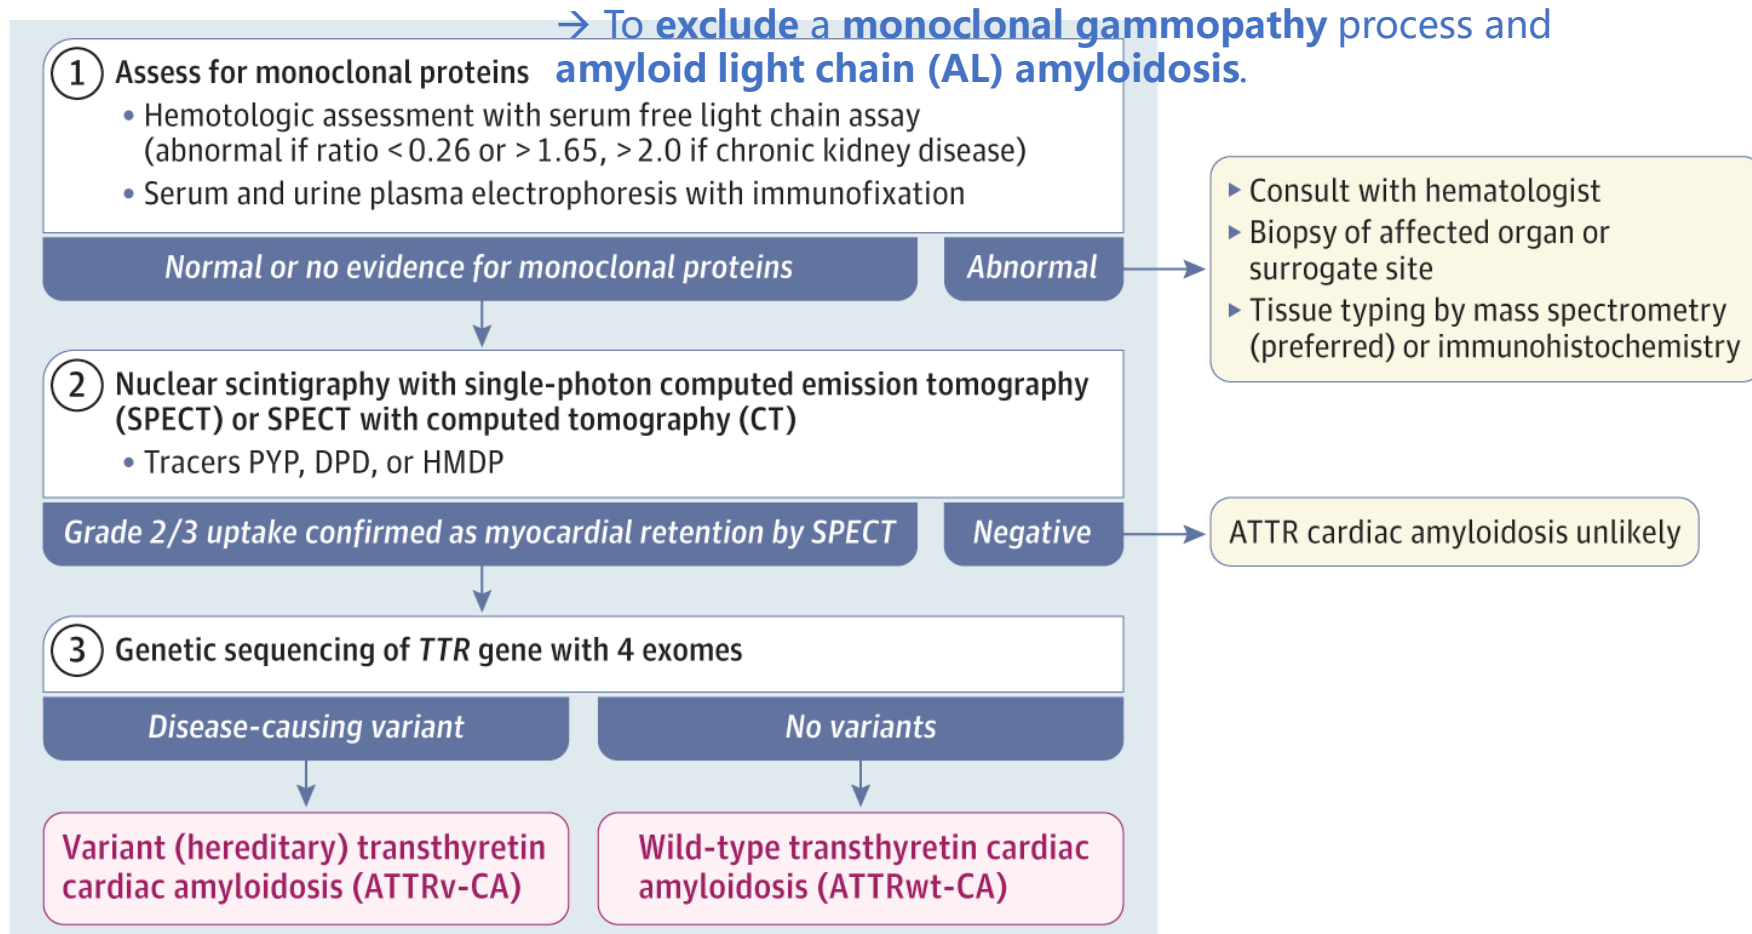 → To exclude a monoclonal gammopathy process and
amyloid light chain (AL) amyloidosis.
1 Assess for monoclonal proteins
• Hemotologic assessment with serum free light chain assay
(abnormal if ratio <0.26 or >1.65, >2.0 if chronic kidney disease)
• Serum and urine plasma electrophoresis with immunofixation
Normal or no evidence for monoclonal proteins
Abnormal
▸ Consult with hematologist
▸ Biopsy of affected organ or
surrogate site
▸ Tissue typing by mass spectrometry
(preferred) or immunohistochemistry
2 Nuclear scintigraphy with single-photon computed emission tomography
(SPECT) or SPECT with computed tomography (CT)
• Tracers PYP, DPD, or HMDP
Grade 2/3 uptake confirmed as myocardial retention by SPECT
Negative
ATTR cardiac amyloidosis unlikely
3 Genetic sequencing of TTR gene with 4 exomes
Disease-causing variant
No variants
Variant (hereditary) transthyretin
cardiac amyloidosis (ATTRv-CA)
Wild-type transthyretin cardiac
amyloidosis (ATTRwt-CA)